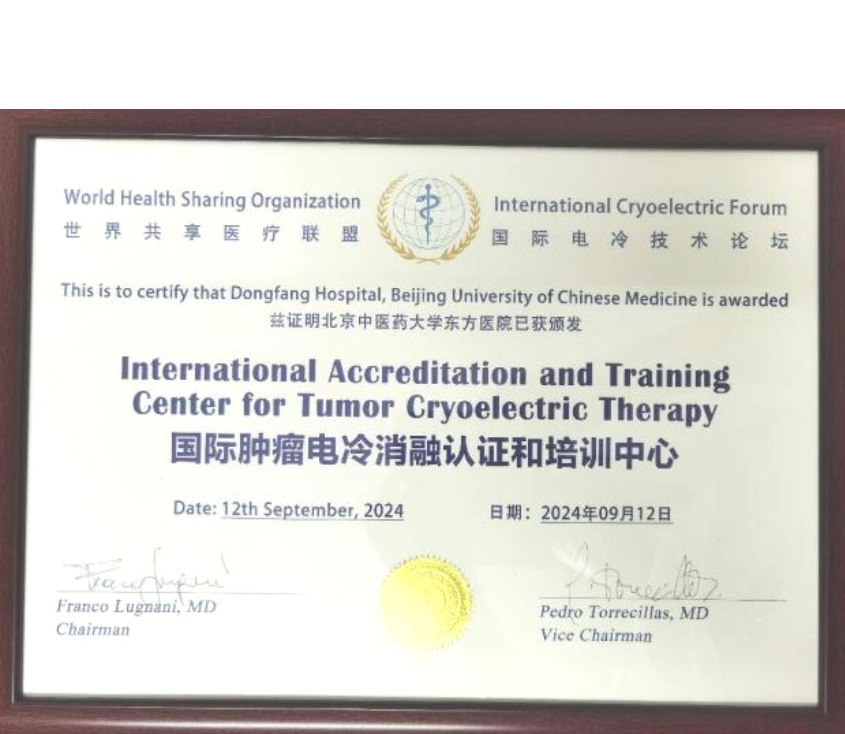 World Health Sharing Organization
世界共享医疗联盟
International Cryoelectric Forum
国际电冷技术论坛
This is to certify that Dongfang Hospital, Beijing University of Chinese Medicine is awarded
兹证明北京中医药大学东方医院已获颁发
International Accreditation and Training
Center for Tumor Cryoelectric Therapy
国际肿瘤电冷消融认证和培训中心
Date: 12th September, 2024
日期：2024年09月12日
Franco Lugnani, MD
Chairman
Pedro Torrecillas, MD
Vice Chairman